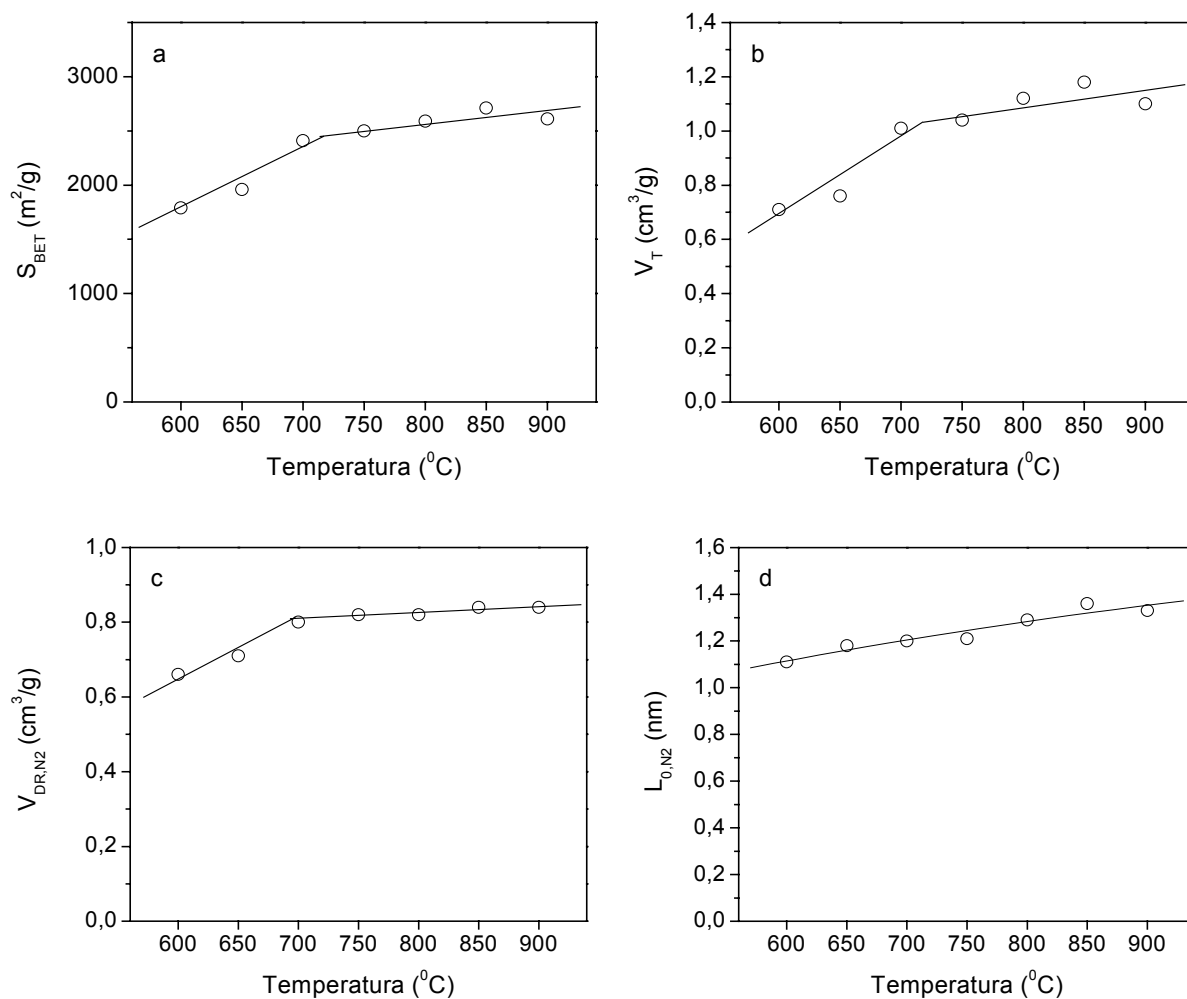 a
3000
2000
1000
0
S_BET (m²/g)
600 650 700 750 800 850 900
Temperatura (⁰C)
b
1,4
1,2
1,0
0,8
0,6
0,4
0,2
0,0
V_T (cm³/g)
600 650 700 750 800 850 900
Temperatura (⁰C)
c
1,0
0,8
0,6
0,4
0,2
0,0
V_DR,N2 (cm³/g)
600 650 700 750 800 850 900
Temperatura (⁰C)
d
1,6
1,4
1,2
1,0
0,8
0,6
0,4
0,2
0,0
L_0,N2 (nm)
600 650 700 750 800 850 900
Temperatura (⁰C)